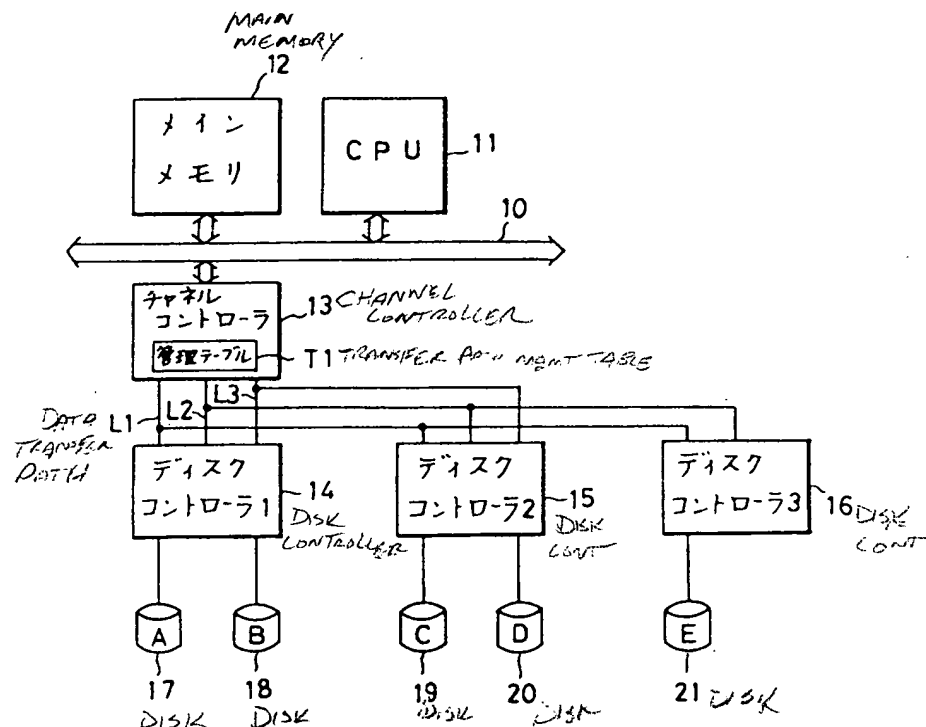 MAIN
MEMORY
12
メイン
メモリ
CPU
11
10
チャネル
コントローラ
13 CHANNEL
CONTROLLER
管理テーブル
T1 TRANSFER MGMT TABLE
L1
L2
L3
DATA
TRANSFER
PATH
ディスク
コントローラ1
14
DISK
CONTROLLER
ディスク
コントローラ2
15
DISK
CONT
ディスク
コントローラ3
16 DISK
CONT
A
B
C
D
E
17
DISK
18
DISK
19
DISK
20
DISK
21 DISK